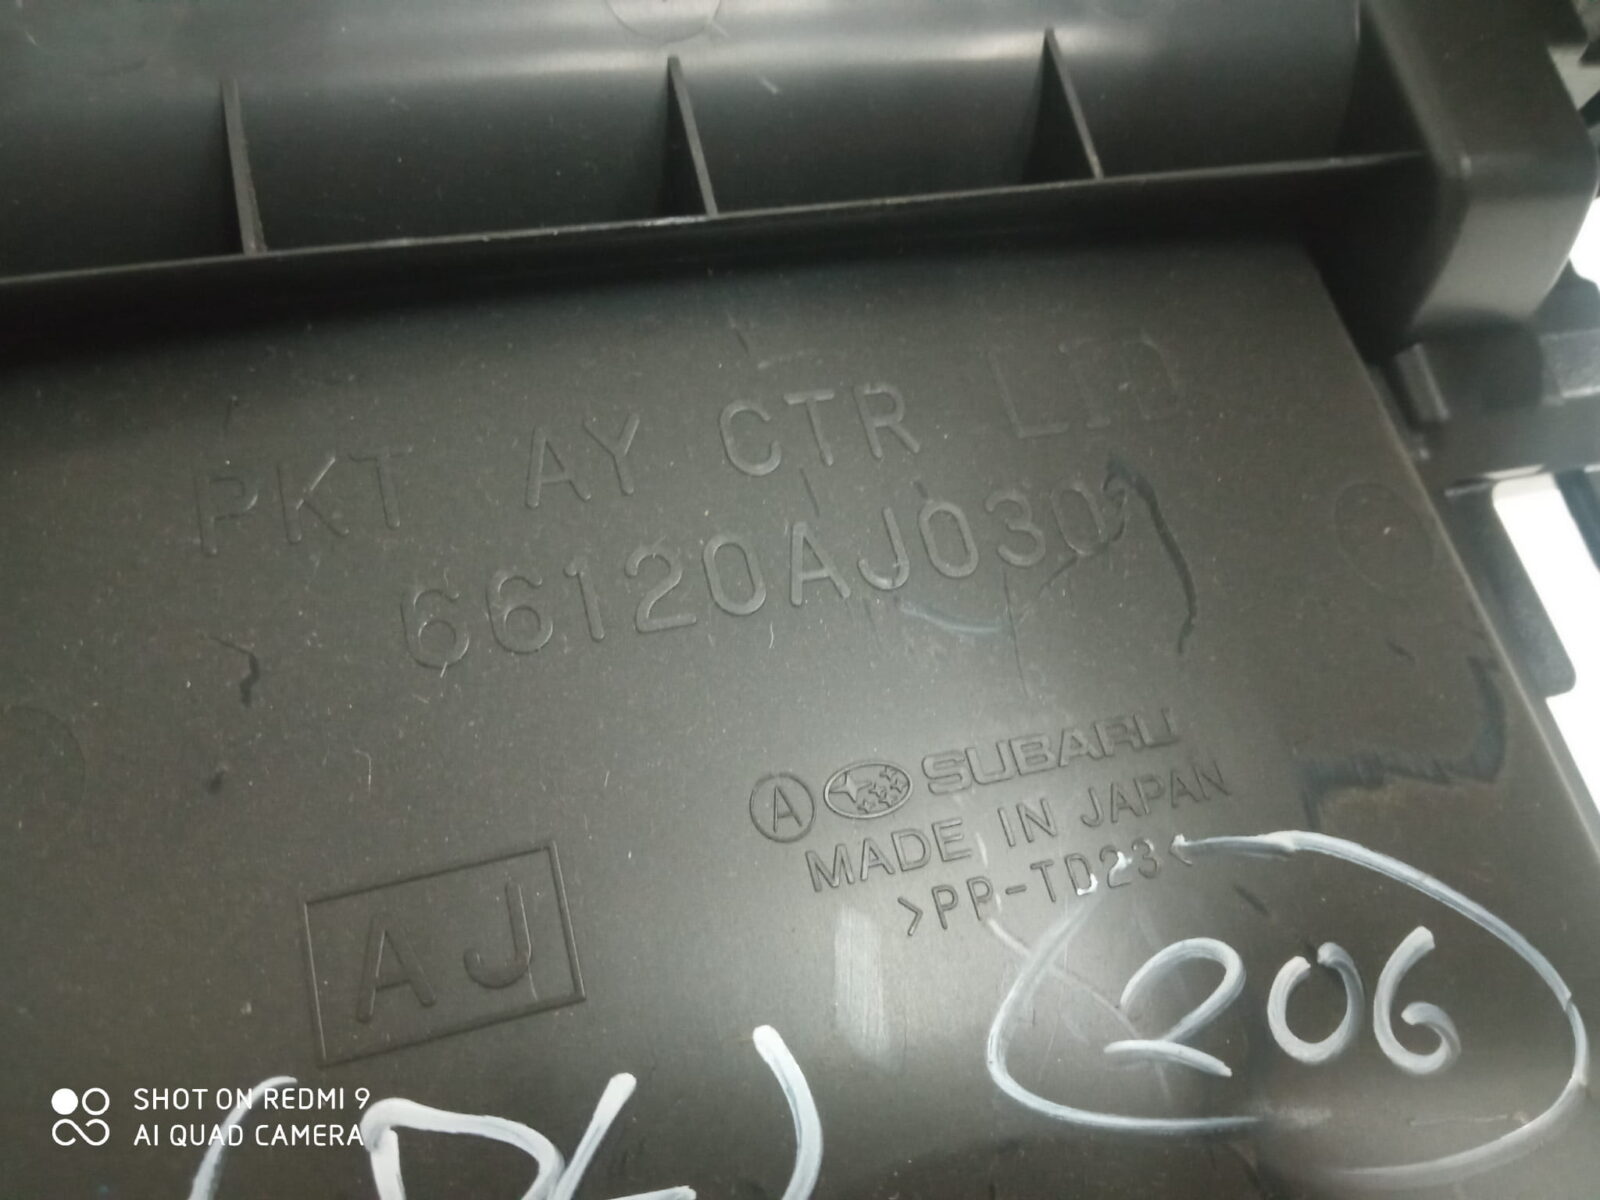 PKT AY CTR LID
66120AJ030
A SUBARU
MADE IN JAPAN
>PP-TD23<
AJ
206
SHOT ON REDMI 9
AI QUAD CAMERA